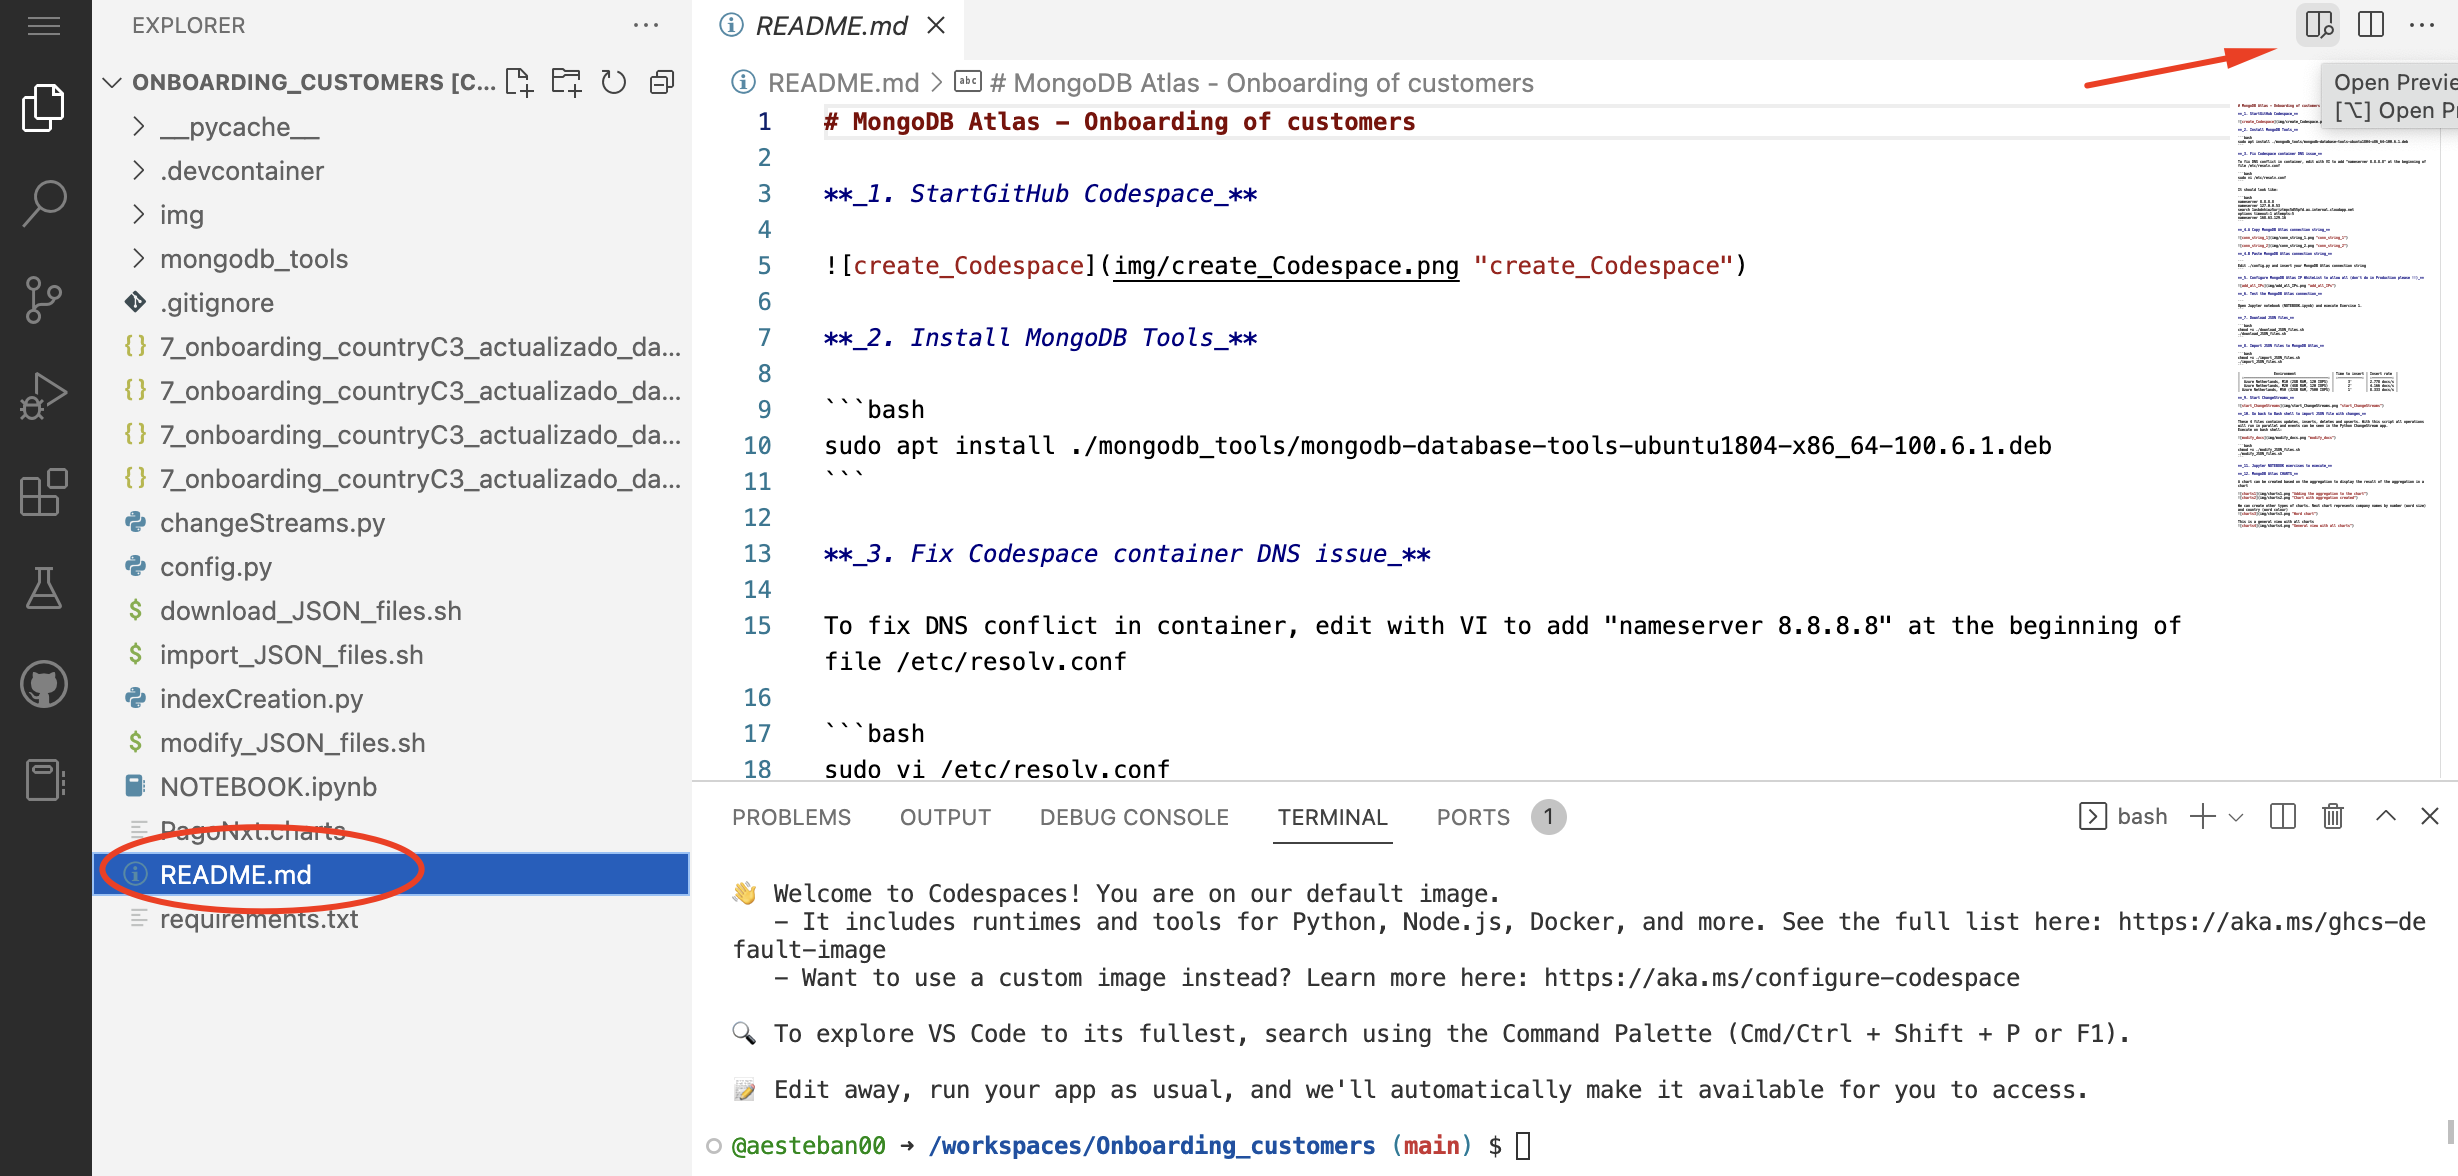 EXPLORER
ONBOARDING_CUSTOMERS [C...
__pycache__
.devcontainer
img
mongodb_tools
.gitignore
7_onboarding_countryC3_actualizado_da...
7_onboarding_countryC3_actualizado_da...
7_onboarding_countryC3_actualizado_da...
7_onboarding_countryC3_actualizado_da...
changeStreams.py
config.py
download_JSON_files.sh
import_JSON_files.sh
indexCreation.py
modify_JSON_files.sh
NOTEBOOK.ipynb
PagoNxt.charts
README.md
requirements.txt
README.md
README.md > abc # MongoDB Atlas - Onboarding of customers
Open Previe
[⌥] Open P
1 # MongoDB Atlas - Onboarding of customers
2
3 **_1. StartGitHub Codespace_**
4
5 ![create_Codespace](img/create_Codespace.png "create_Codespace")
6
7 **_2. Install MongoDB Tools_**
8
9 ```bash
10 sudo apt install ./mongodb_tools/mongodb-database-tools-ubuntu1804-x86_64-100.6.1.deb
11 ```
12
13 **_3. Fix Codespace container DNS issue_**
14
15 To fix DNS conflict in container, edit with VI to add "nameserver 8.8.8.8" at the beginning of
file /etc/resolv.conf
16
17 ```bash
18 sudo vi /etc/resolv.conf
PROBLEMS OUTPUT DEBUG CONSOLE TERMINAL PORTS 1 bash
👋 Welcome to Codespaces! You are on our default image.
- It includes runtimes and tools for Python, Node.js, Docker, and more. See the full list here: https://aka.ms/ghcs-de
fault-image
- Want to use a custom image instead? Learn more here: https://aka.ms/configure-codespace
🔍 To explore VS Code to its fullest, search using the Command Palette (Cmd/Ctrl + Shift + P or F1).
📝 Edit away, run your app as usual, and we'll automatically make it available for you to access.
@aesteban00 → /workspaces/Onboarding_customers (main) $